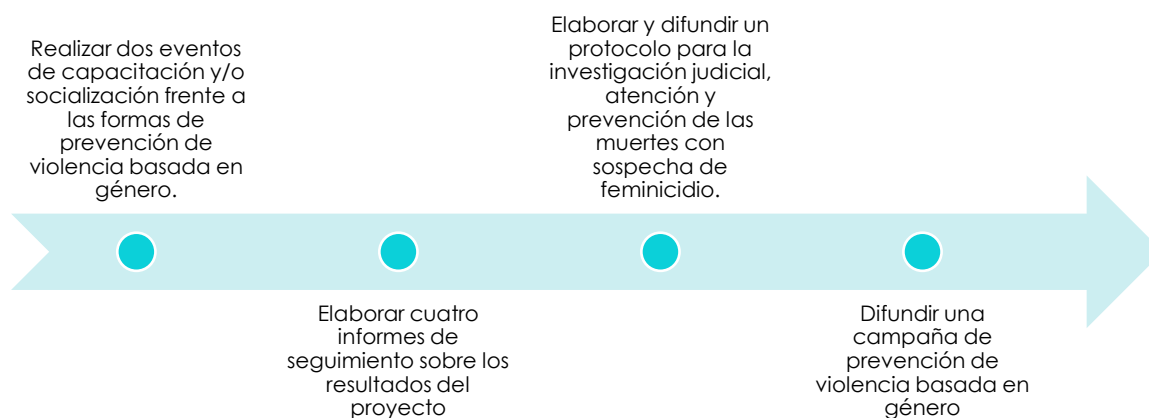 Realizar dos eventos
de capacitación y/o
socialización frente a
las formas de
prevención de
violencia basada en
género.
Elaborar cuatro
informes de
seguimiento sobre los
resultados del
proyecto
Elaborar y difundir un
protocolo para la
investigación judicial,
atención y
prevención de las
muertes con
sospecha de
feminicidio.
Difundir una
campaña de
prevención de
violencia basada en
género